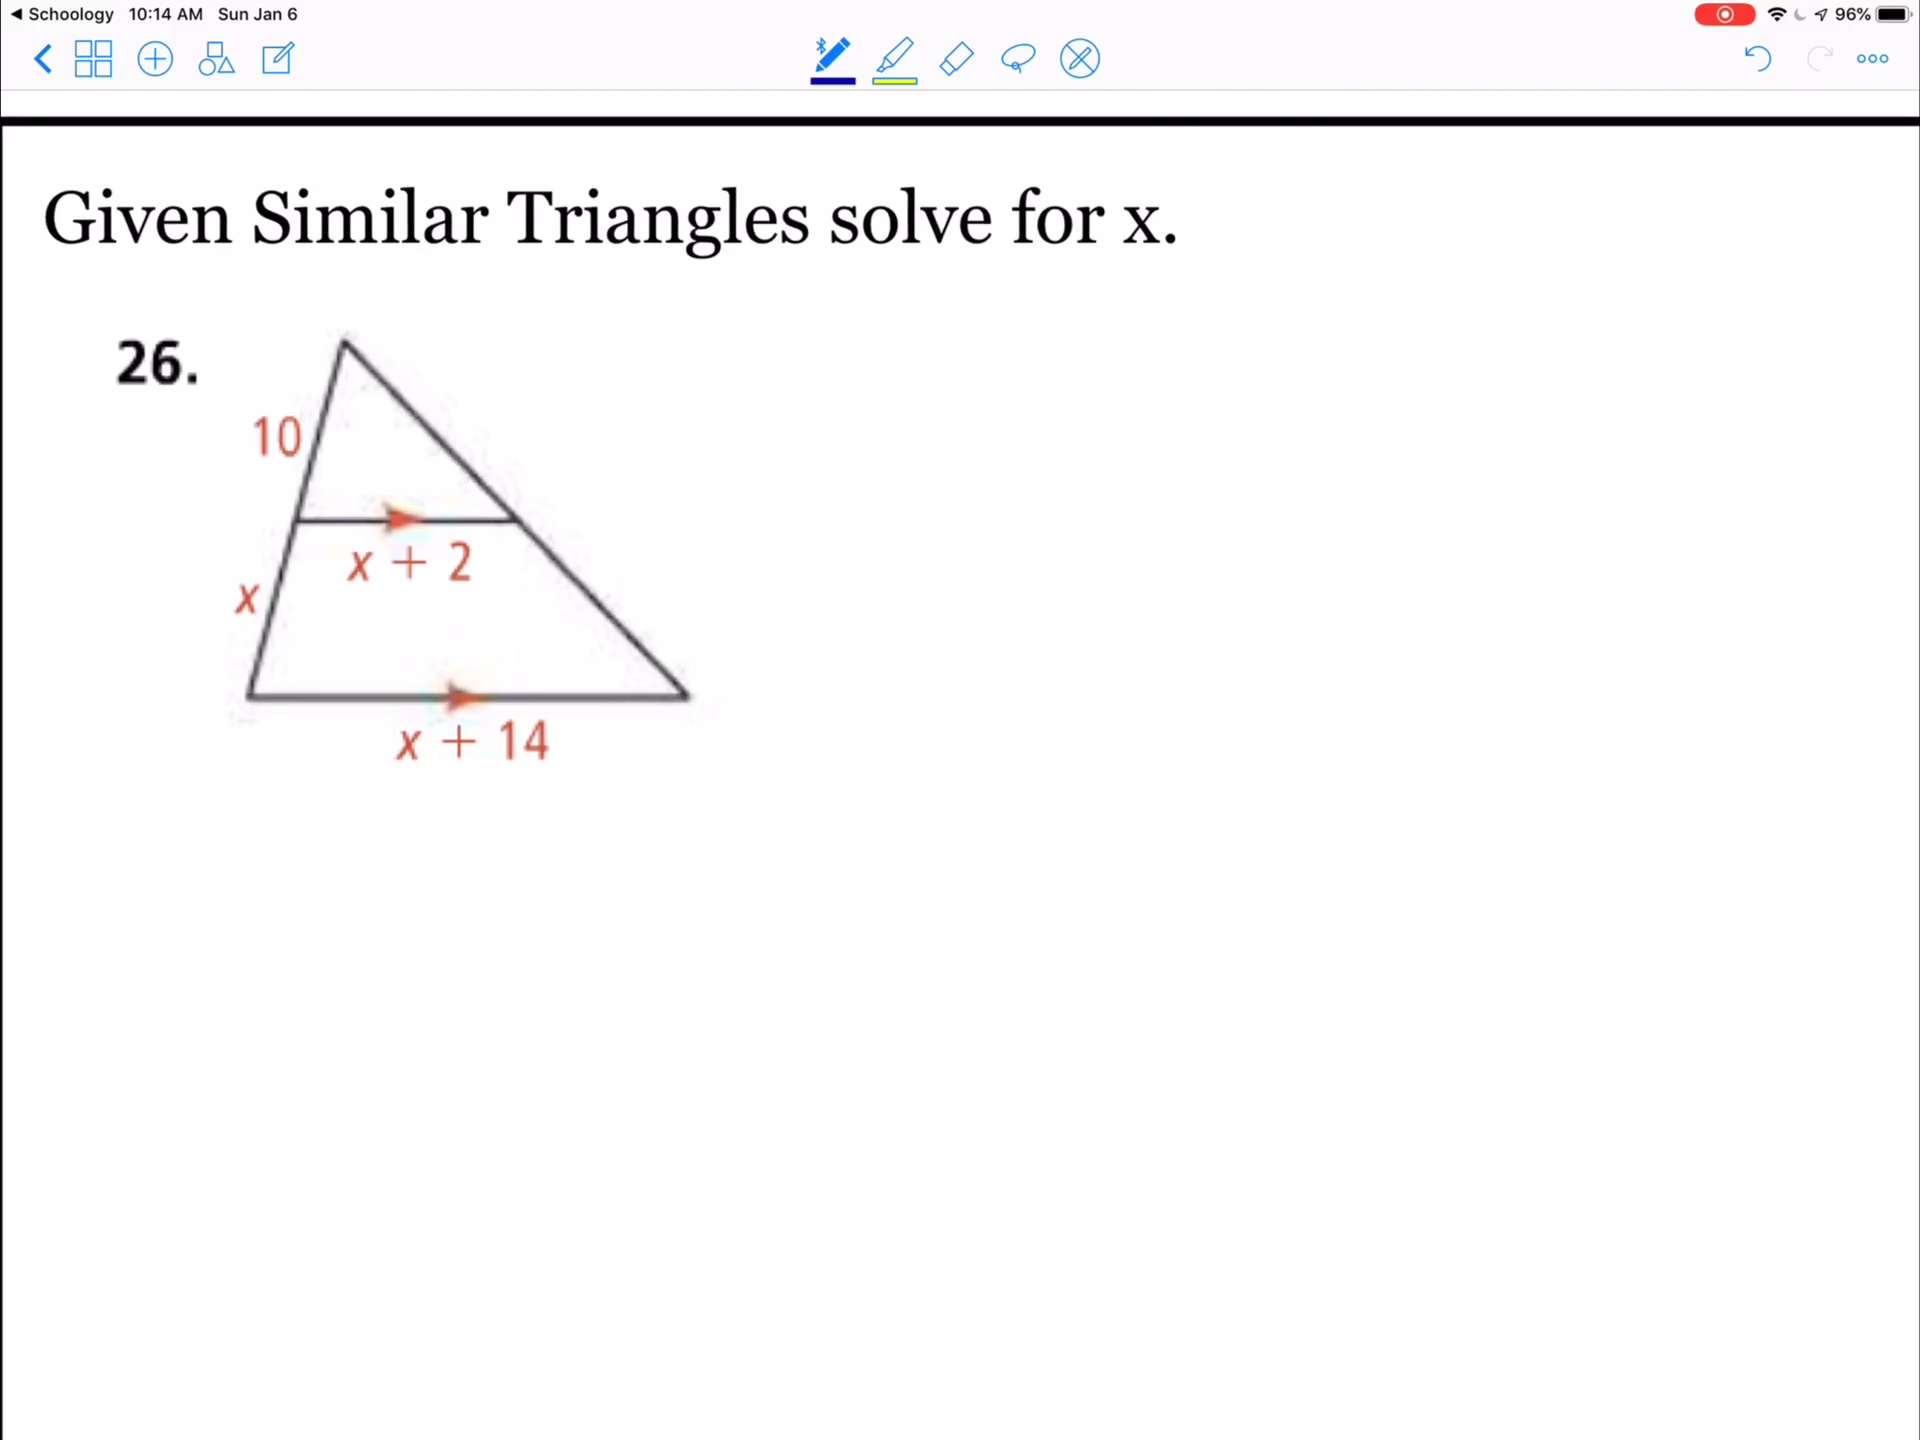 Schoology 10:14 AM Sun Jan 6 96%
Given Similar Triangles solve for x.
26.
10
x + 2
x
x + 14